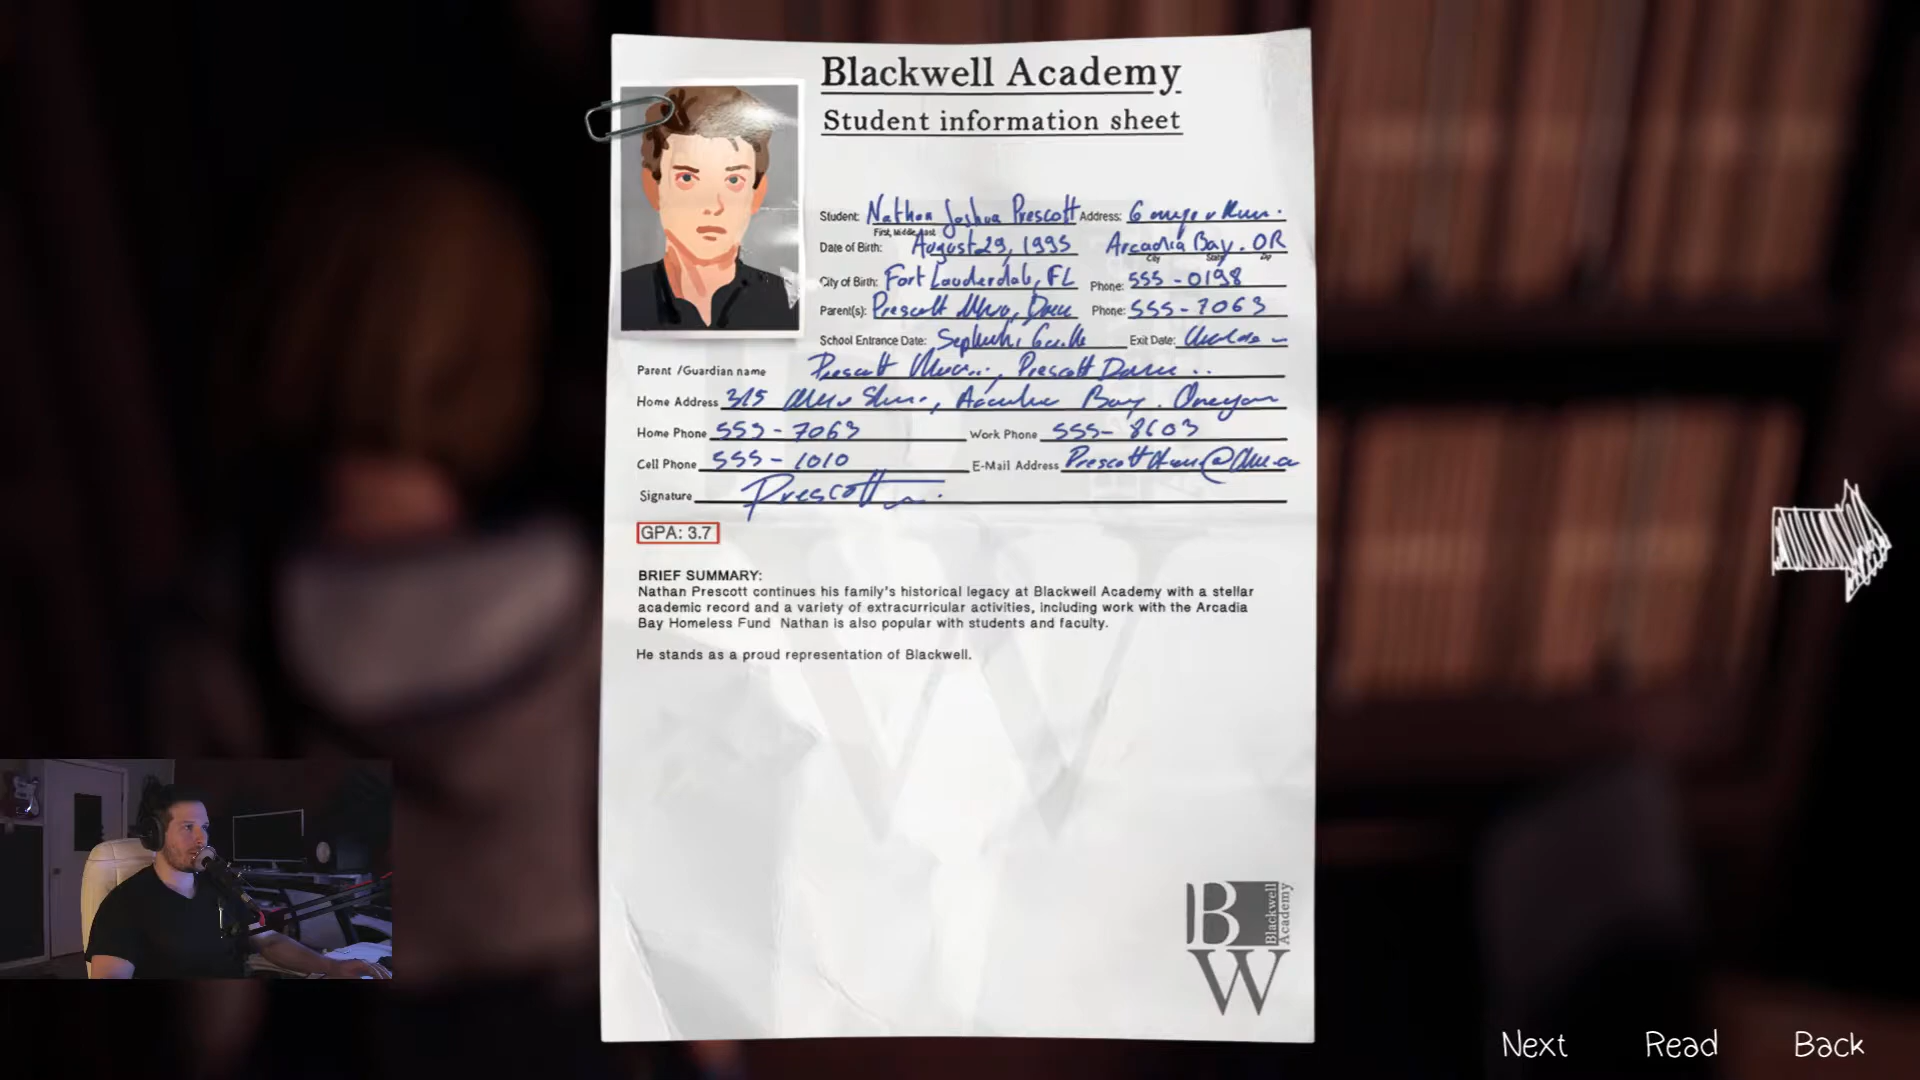 Blackwell Academy
Student information sheet
Student: Nathan Joshua Prescott Address:
First, Middle, Last
Date of Birth: August 29, 1995 Arcadia Bay. OR
City State Zip
City of Birth: Fort Lauderdale, FL Phone: 555-0198
Parent(s): Prescott Phone: 555-7063
School Entrance Date: Exit Date:
Parent /Guardian name Prescott Prescott
Home Address 315 Bay. Oregon
Home Phone 555-7063 Work Phone 555-8603
Cell Phone 555-1010 E-Mail Address
Signature Prescott
GPA: 3.7
BRIEF SUMMARY:
Nathan Prescott continues his family's historical legacy at Blackwell Academy with a stellar
academic record and a variety of extracurricular activities, including work with the Arcadia
Bay Homeless Fund Nathan is also popular with students and faculty.
He stands as a proud representation of Blackwell.
B Blackwell Academy
W
Next Read Back